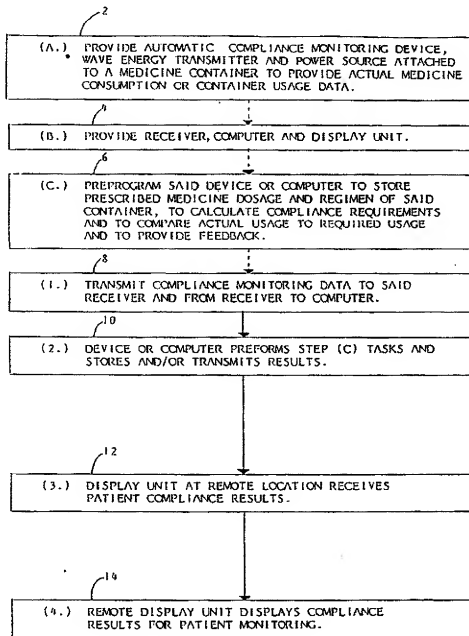 2
(A.) PROVIDE AUTOMATIC COMPLIANCE MONITORING DEVICE,
WAVE ENERGY TRANSMITTER AND POWER SOURCE ATTACHED
TO A MEDICINE CONTAINER TO PROVIDE ACTUAL MEDICINE
CONSUMPTION OR CONTAINER USAGE DATA.
4
(B.) PROVIDE RECEIVER, COMPUTER AND DISPLAY UNIT.
6
(C.) PREPROGRAM SAID DEVICE OR COMPUTER TO STORE
PRESCRIBED MEDICINE DOSAGE AND REGIMEN OF SAID
CONTAINER, TO CALCULATE COMPLIANCE REQUIREMENTS
AND TO COMPARE ACTUAL USAGE TO REQUIRED USAGE
AND TO PROVIDE FEEDBACK.
8
(1.) TRANSMIT COMPLIANCE MONITORING DATA TO SAID
RECEIVER AND FROM RECEIVER TO COMPUTER.
10
(2.) DEVICE OR COMPUTER PREFORMS STEP (C) TASKS AND
STORES AND/OR TRANSMITS RESULTS.
12
(3.) DISPLAY UNIT AT REMOTE LOCATION RECEIVES
PATIENT COMPLIANCE RESULTS.
14
(4.) REMOTE DISPLAY UNIT DISPLAYS COMPLIANCE
RESULTS FOR PATIENT MONITORING.